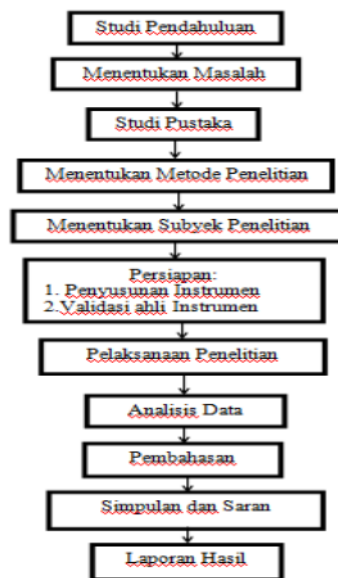 Studi Pendahuluan
Menentukan Masalah
Studi Pustaka
Menentukan Metode Penelitian
Menentukan Subyek Penelitian
Persiapan:
1. Penyusunan Instrumen
2.Validasi ahli Instrumen
Pelaksanaan Penelitian
Analisis Data
Pembahasan
Simpulan dan Saran
Laporan Hasil